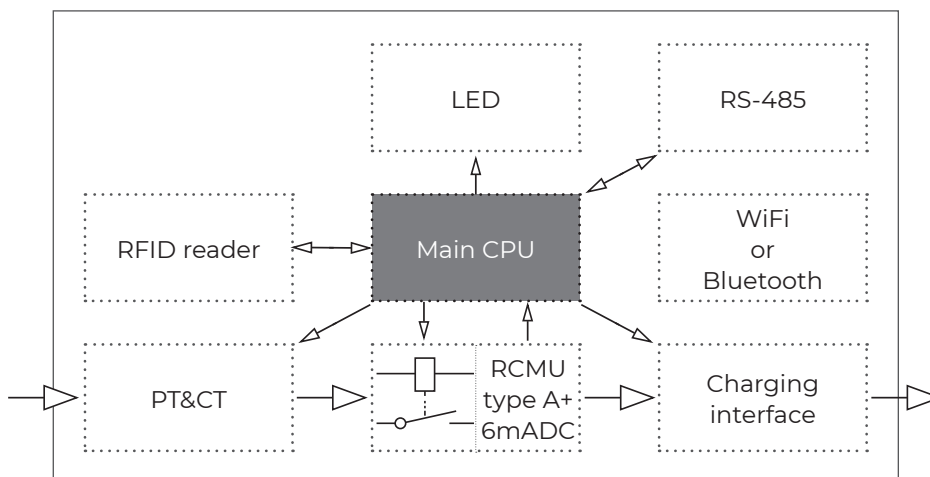 LED
RS-485
RFID reader
Main CPU
WiFi
or
Bluetooth
PT&CT
RCMU
type A+
6mADC
Charging
interface